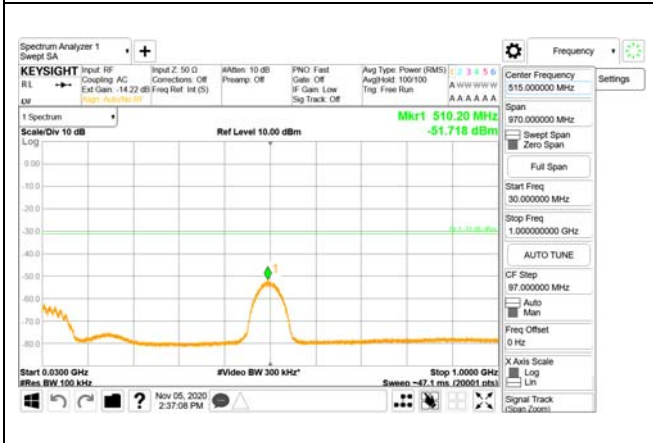 Spectrum Analyzer 1
Swept SA
+
Frequency
KEYSIGHT
Input: RF
Input Z: 50 Ω
#Atten: 10 dB
PNO: Fast
Avg Type: Power (RMS)
1 2 3 4 5 6
RL
Coupling: AC
Corrections: Off
Preamp: Off
Gate: Off
Avg|Hold: 100/100
A W W W W W
Ext Gain: -14.22 dB
Freq Ref: Int (S)
IF Gain: Low
Trig: Free Run
Align: Auto/No RF
Sig Track: Off
A A A A A A
Center Frequency
515.000000 MHz
Settings
1 Spectrum
Mkr1 510.20 MHz
Scale/Div 10 dB
Ref Level 10.00 dBm
-51.718 dBm
Log
Span
970.000000 MHz
Swept Span
Zero Span
Full Span
Start Freq
30.000000 MHz
Stop Freq
1.000000000 GHz
AUTO TUNE
CF Step
97.000000 MHz
Auto
Man
Freq Offset
0 Hz
X Axis Scale
Log
Lin
Signal Track
(Span Zoom)
0.00
-10.0
-20.0
-30.0
-40.0
-50.0
-60.0
-70.0
-80.0
1
Start 0.0300 GHz
#Video BW 300 kHz*
Stop 1.0000 GHz
#Res BW 100 kHz
Sweep ~47.1 ms (20001 pts)
?
Nov 05, 2020
2:37:08 PM